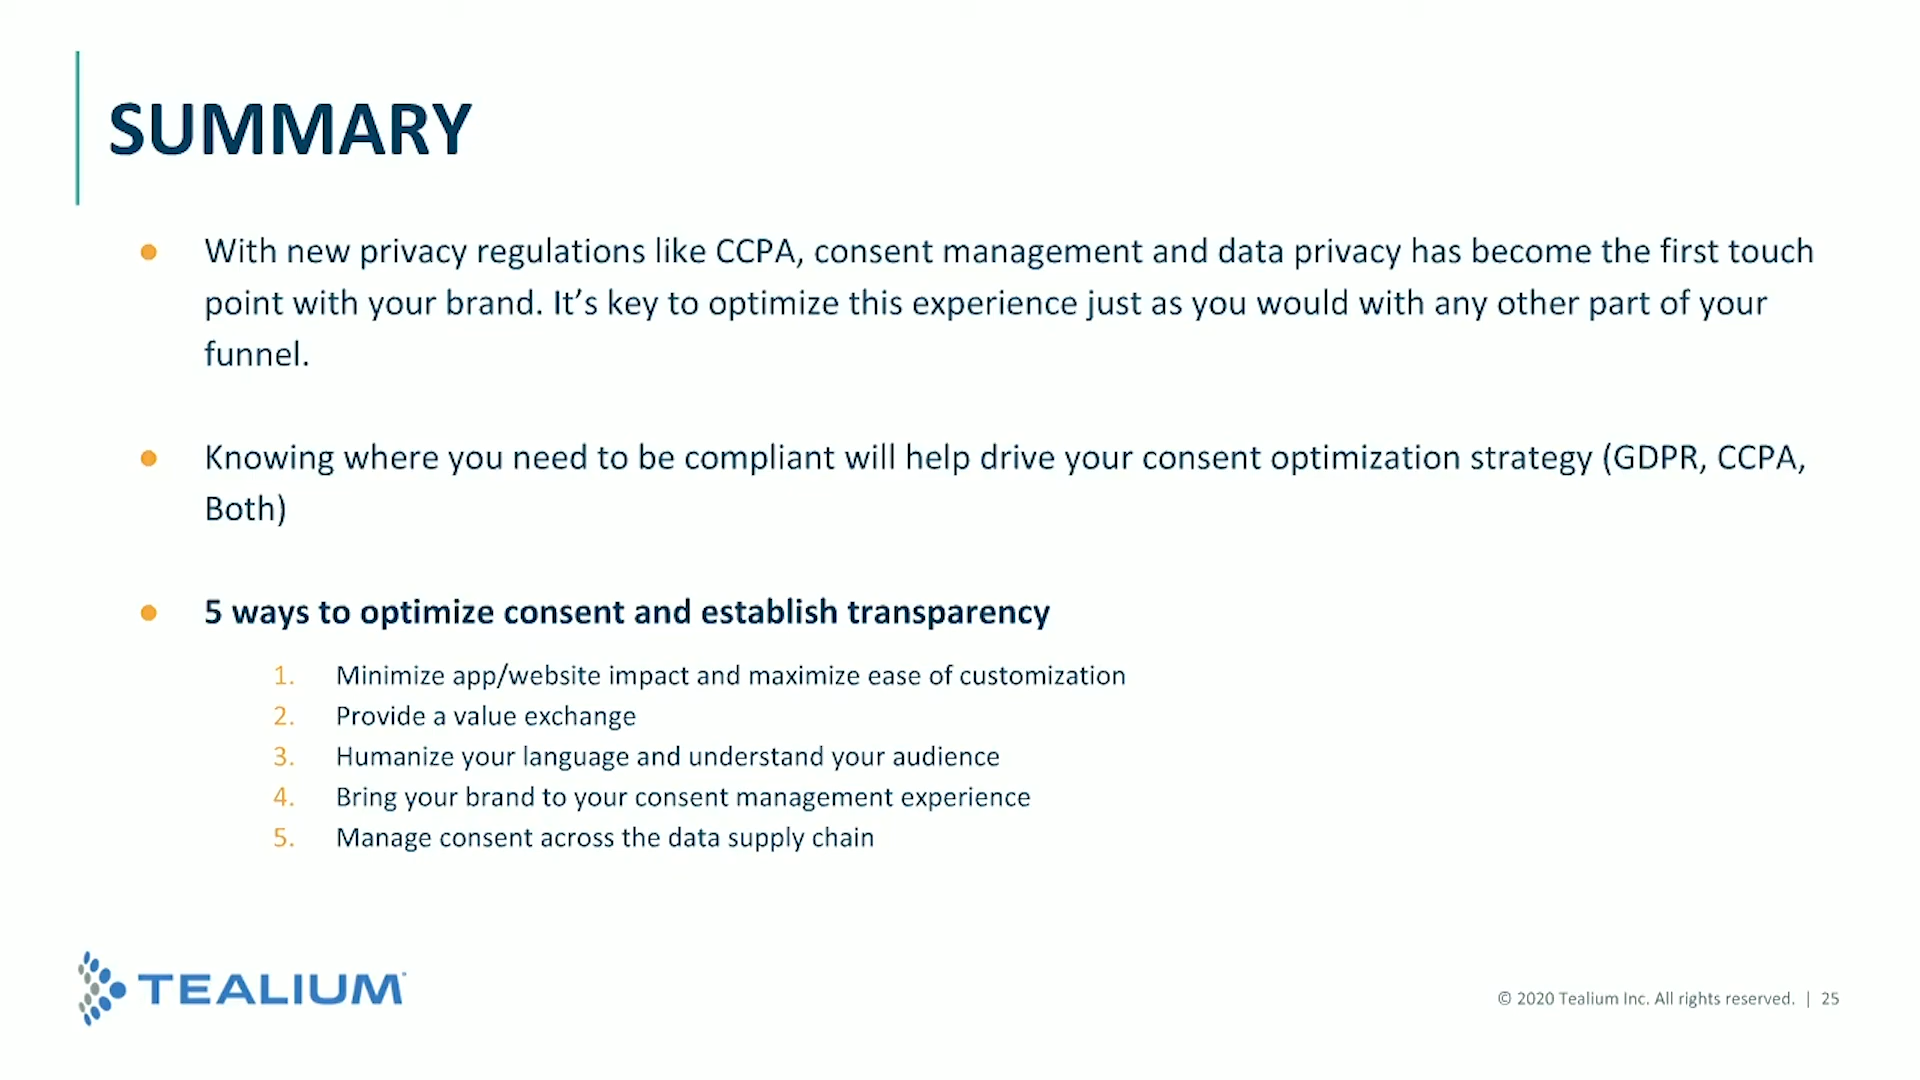 SUMMARY
● With new privacy regulations like CCPA, consent management and data privacy has become the first touch
point with your brand. It’s key to optimize this experience just as you would with any other part of your
funnel.
● Knowing where you need to be compliant will help drive your consent optimization strategy (GDPR, CCPA,
Both)
● 5 ways to optimize consent and establish transparency
1. Minimize app/website impact and maximize ease of customization
2. Provide a value exchange
3. Humanize your language and understand your audience
4. Bring your brand to your consent management experience
5. Manage consent across the data supply chain
TEALIUM
© 2020 Tealium Inc. All rights reserved. | 25